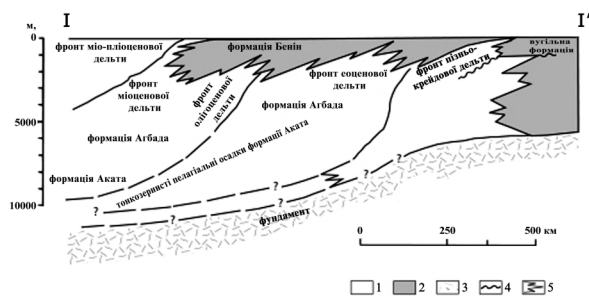 I I'
м,
0
5000
10000
фронт міо-пліоценової
дельти
формація Бенін
вугільна
формація
фронт
міоценової
дельти
фронт
олігоценової
дельти
фронт еоценової
дельти
фронт пізньо-
крейдової дельти
формація Агбада
формація Агбада
формація Аката
тонкозернисті пелагіальні осадки формації Аката
? ? ? ?
? ? ?
фундамент
0 250 500 км
1 2 3 4 5